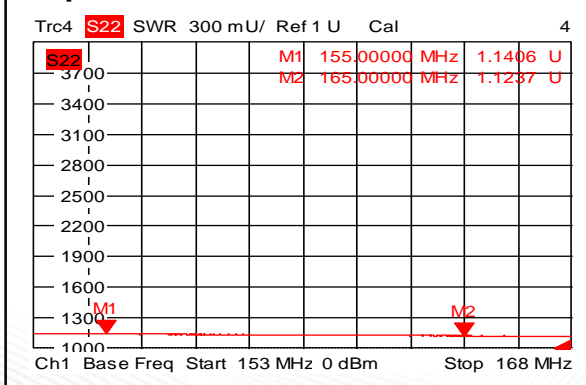 Trc4 S22 SWR 300 mU/ Ref 1 U Cal 4
S22 M1 155.00000 MHz 1.1406 U
3700 M2 165.00000 MHz 1.1237 U
3400
3100
2800
2500
2200
1900
1600
M1 M2
1300
1000
Ch1 Base Freq Start 153 MHz 0 dBm Stop 168 MHz